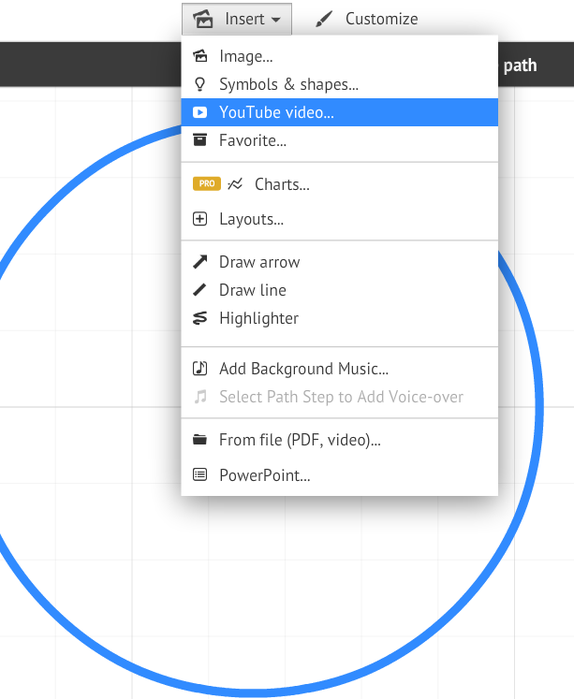 Insert Customize
path
Image...
Symbols & shapes...
YouTube video...
Favorite...
PRO Charts...
Layouts...
Draw arrow
Draw line
Highlighter
Add Background Music...
Select Path Step to Add Voice-over
From file (PDF, video)...
PowerPoint...